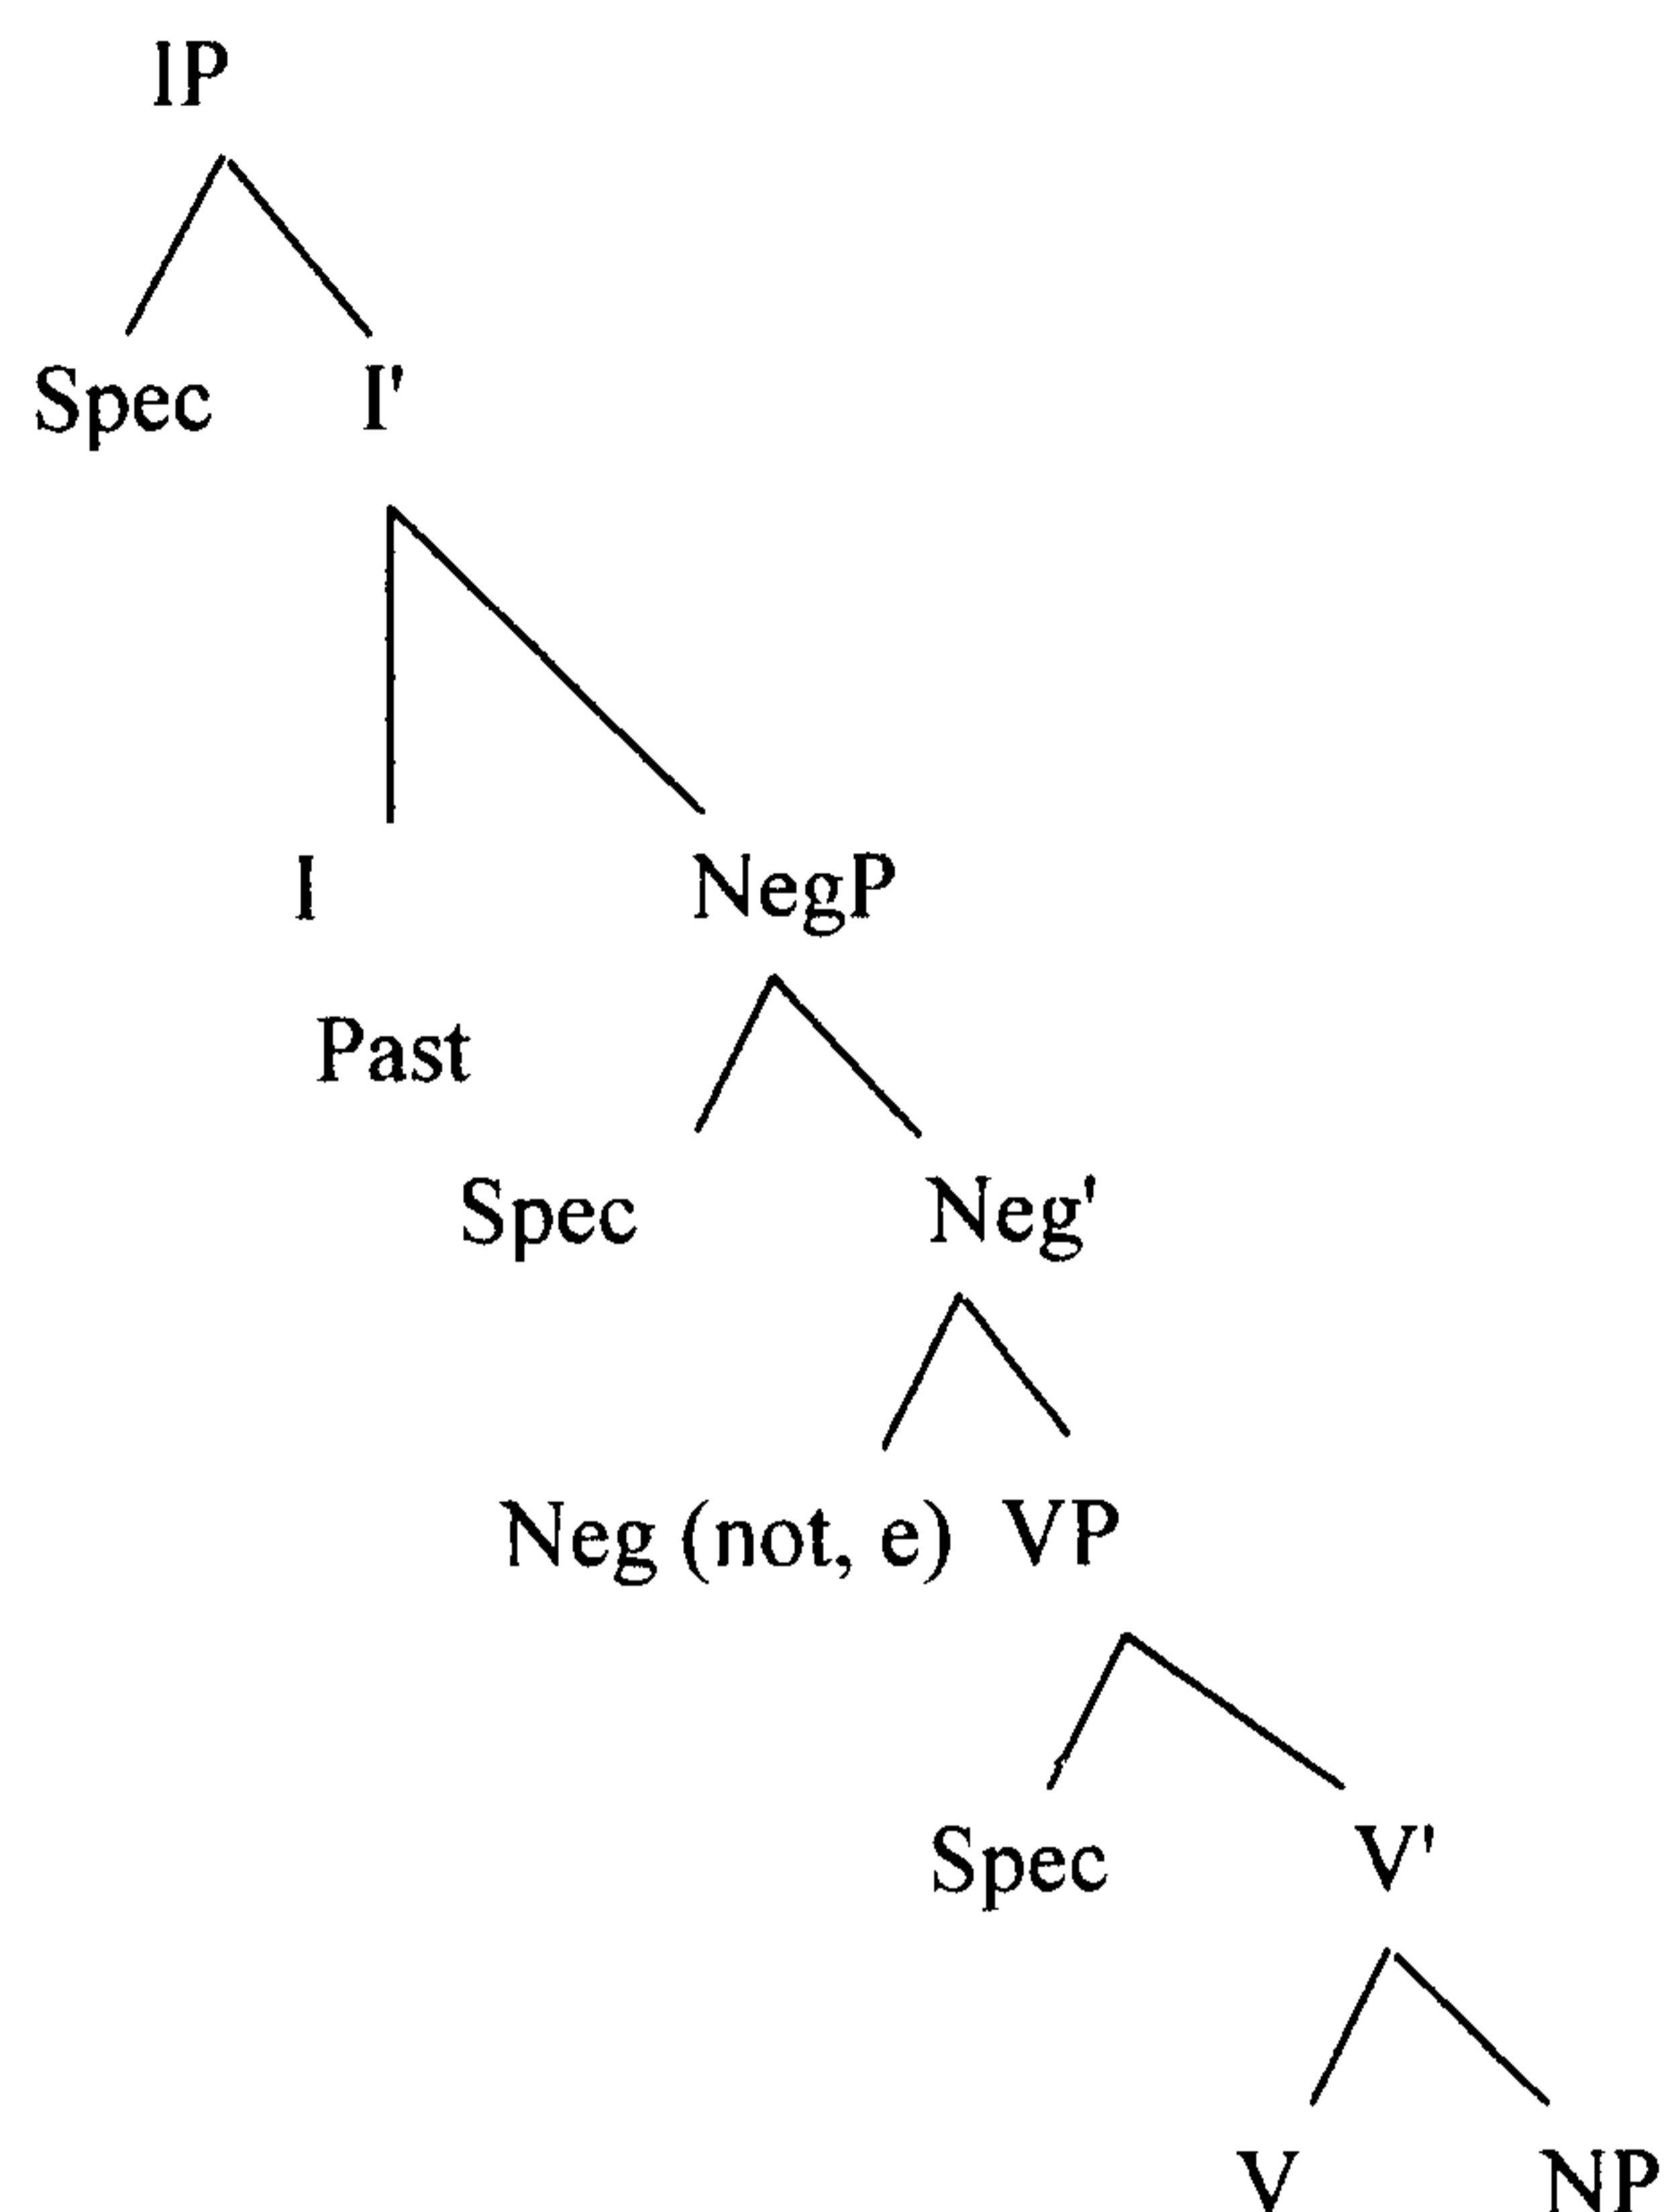 IP
Spec I'
I NegP
Past
Spec Neg'
Neg (not, e) VP
Spec V'
V NP